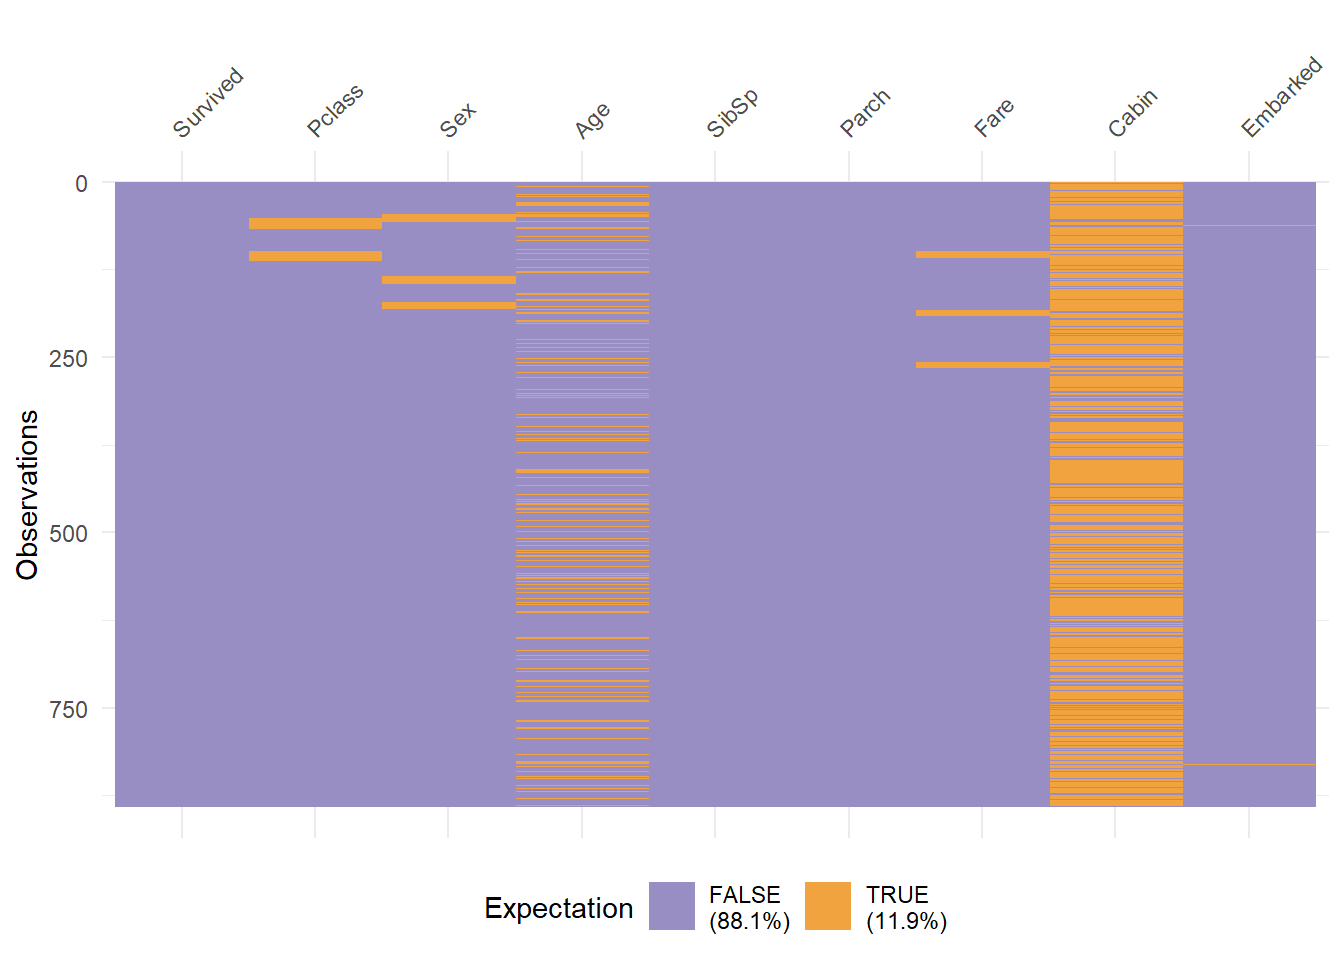 Survived
Pclass
Sex
Age
SibSp
Parch
Fare
Cabin
Embarked
0
250
500
750
Observations
Expectation
FALSE
(88.1%)
TRUE
(11.9%)